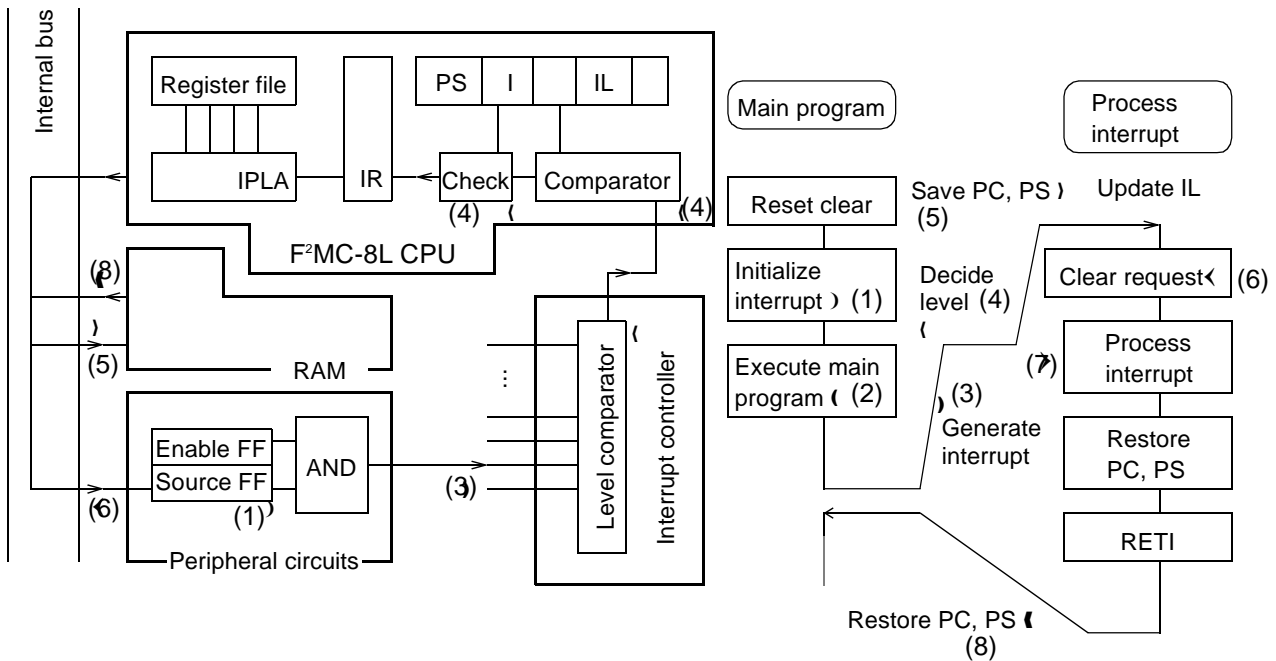 Internal bus
Register file
IPLA
IR
PS I IL
Check
(4)
Comparator
(4)
F²MC-8L CPU
(8)
(5)
RAM
Enable FF
Source FF
(1)
AND
(6)
Peripheral circuits
(3)
...
Level comparator
Interrupt controller
Main program
Reset clear
Initialize
interrupt (1)
Execute main
program (2)
Save PC, PS
(5)
Decide
level (4)
(3)
Generate
interrupt
Process
interrupt
Update IL
Clear request
(6)
(7)
Process
interrupt
Restore
PC, PS
RETI
Restore PC, PS
(8)